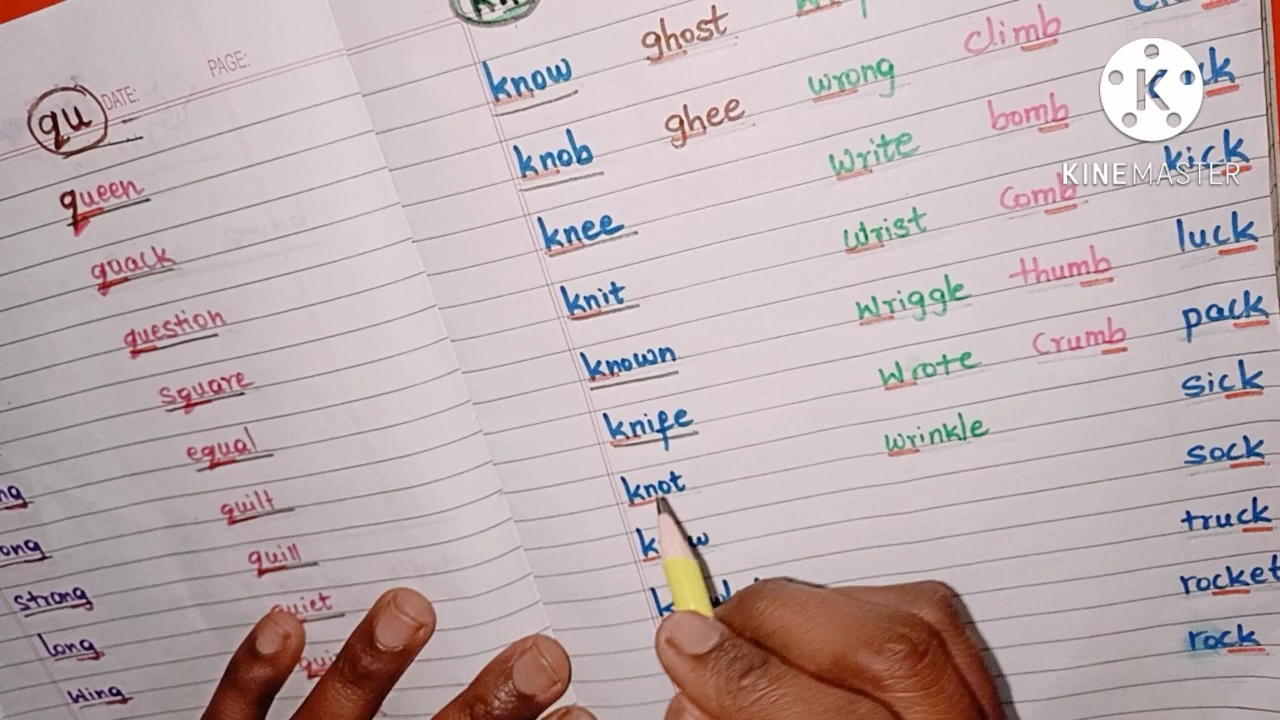 PAGE:
DATE:
qu
queen
quack
question
square
equal
quilt
quill
quiet
strong
long
wing
know
knob
knee
knit
known
knife
knot
ghost
ghee
wrong
write
wrist
wriggle
wrote
wrinkle
climb
bomb
comb
thumb
crumb
kick
luck
pack
sick
sock
truck
rocket
rock
KINEMASTER